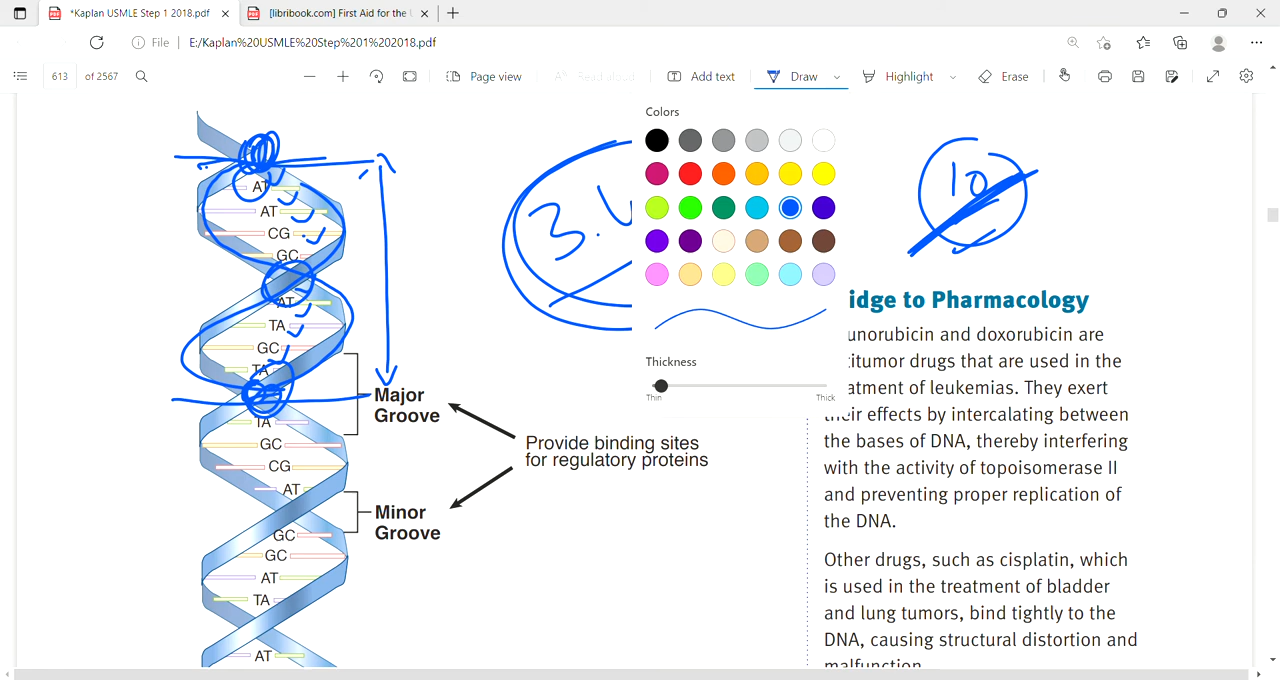 *Kaplan USMLE Step 1 2018.pdf
[libribook.com] First Aid for the
File
E:/Kaplan%20USMLE%20Step%201%202018.pdf
613 of 2567
Page view
Read aloud
Add text
Draw
Highlight
Erase
Colors
Thickness
Thin
Thick
AT
AT
CG
GC
AT
TA
GC
TA
TA
GC
CG
AT
GC
GC
AT
TA
AT
Major
Groove
Minor
Groove
Provide binding sites
for regulatory proteins
3.
10
idge to Pharmacology
unorubicin and doxorubicin are
itumor drugs that are used in the
atment of leukemias. They exert
their effects by intercalating between
the bases of DNA, thereby interfering
with the activity of topoisomerase II
and preventing proper replication of
the DNA.
Other drugs, such as cisplatin, which
is used in the treatment of bladder
and lung tumors, bind tightly to the
DNA, causing structural distortion and
malfunction